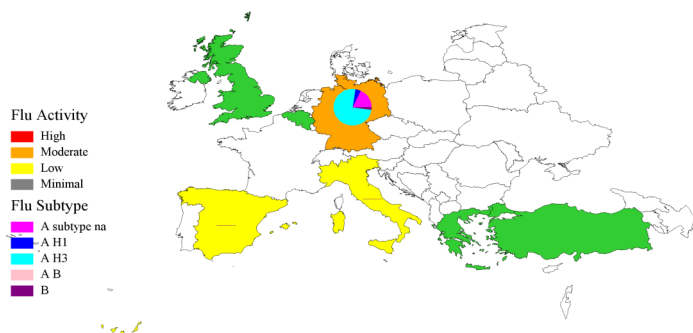 Flu Activity
High
Moderate
Low
Minimal
Flu Subtype
A subtype na
A H1
A H3
A B
B